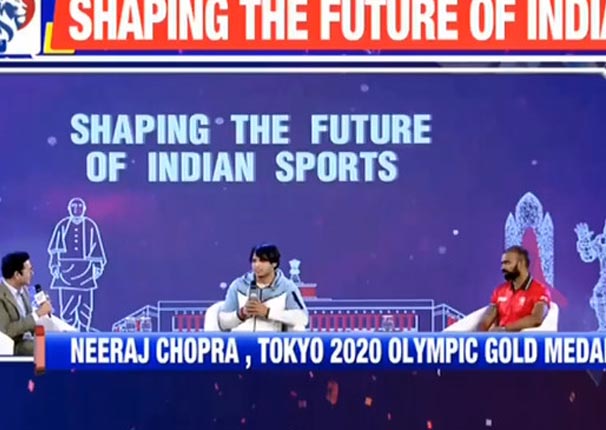 SHAPING THE FUTURE OF INDIA
SHAPING THE FUTURE
OF INDIAN SPORTS
NEERAJ CHOPRA , TOKYO 2020 OLYMPIC GOLD MEDA